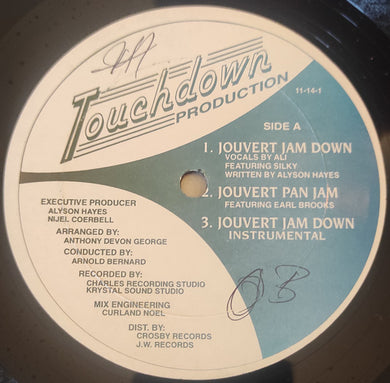 Touchdown
PRODUCTION
11-14-1
SIDE A
1. JOUVERT JAM DOWN
VOCALS BY ALI
FEATURING SILKY
WRITTEN BY ALYSON HAYES
2. JOUVERT PAN JAM
FEATURING EARL BROOKS
3. JOUVERT JAM DOWN
INSTRUMENTAL
EXECUTIVE PRODUCER
ALYSON HAYES
NIJEL COERBELL
ARRANGED BY:
ANTHONY DEVON GEORGE
CONDUCTED BY:
ARNOLD BERNARD
RECORDED BY:
CHARLES RECORDING STUDIO
KRYSTAL SOUND STUDIO
MIX ENGINEERING
CURLAND NOEL
DIST. BY:
CROSBY RECORDS
J.W. RECORDS